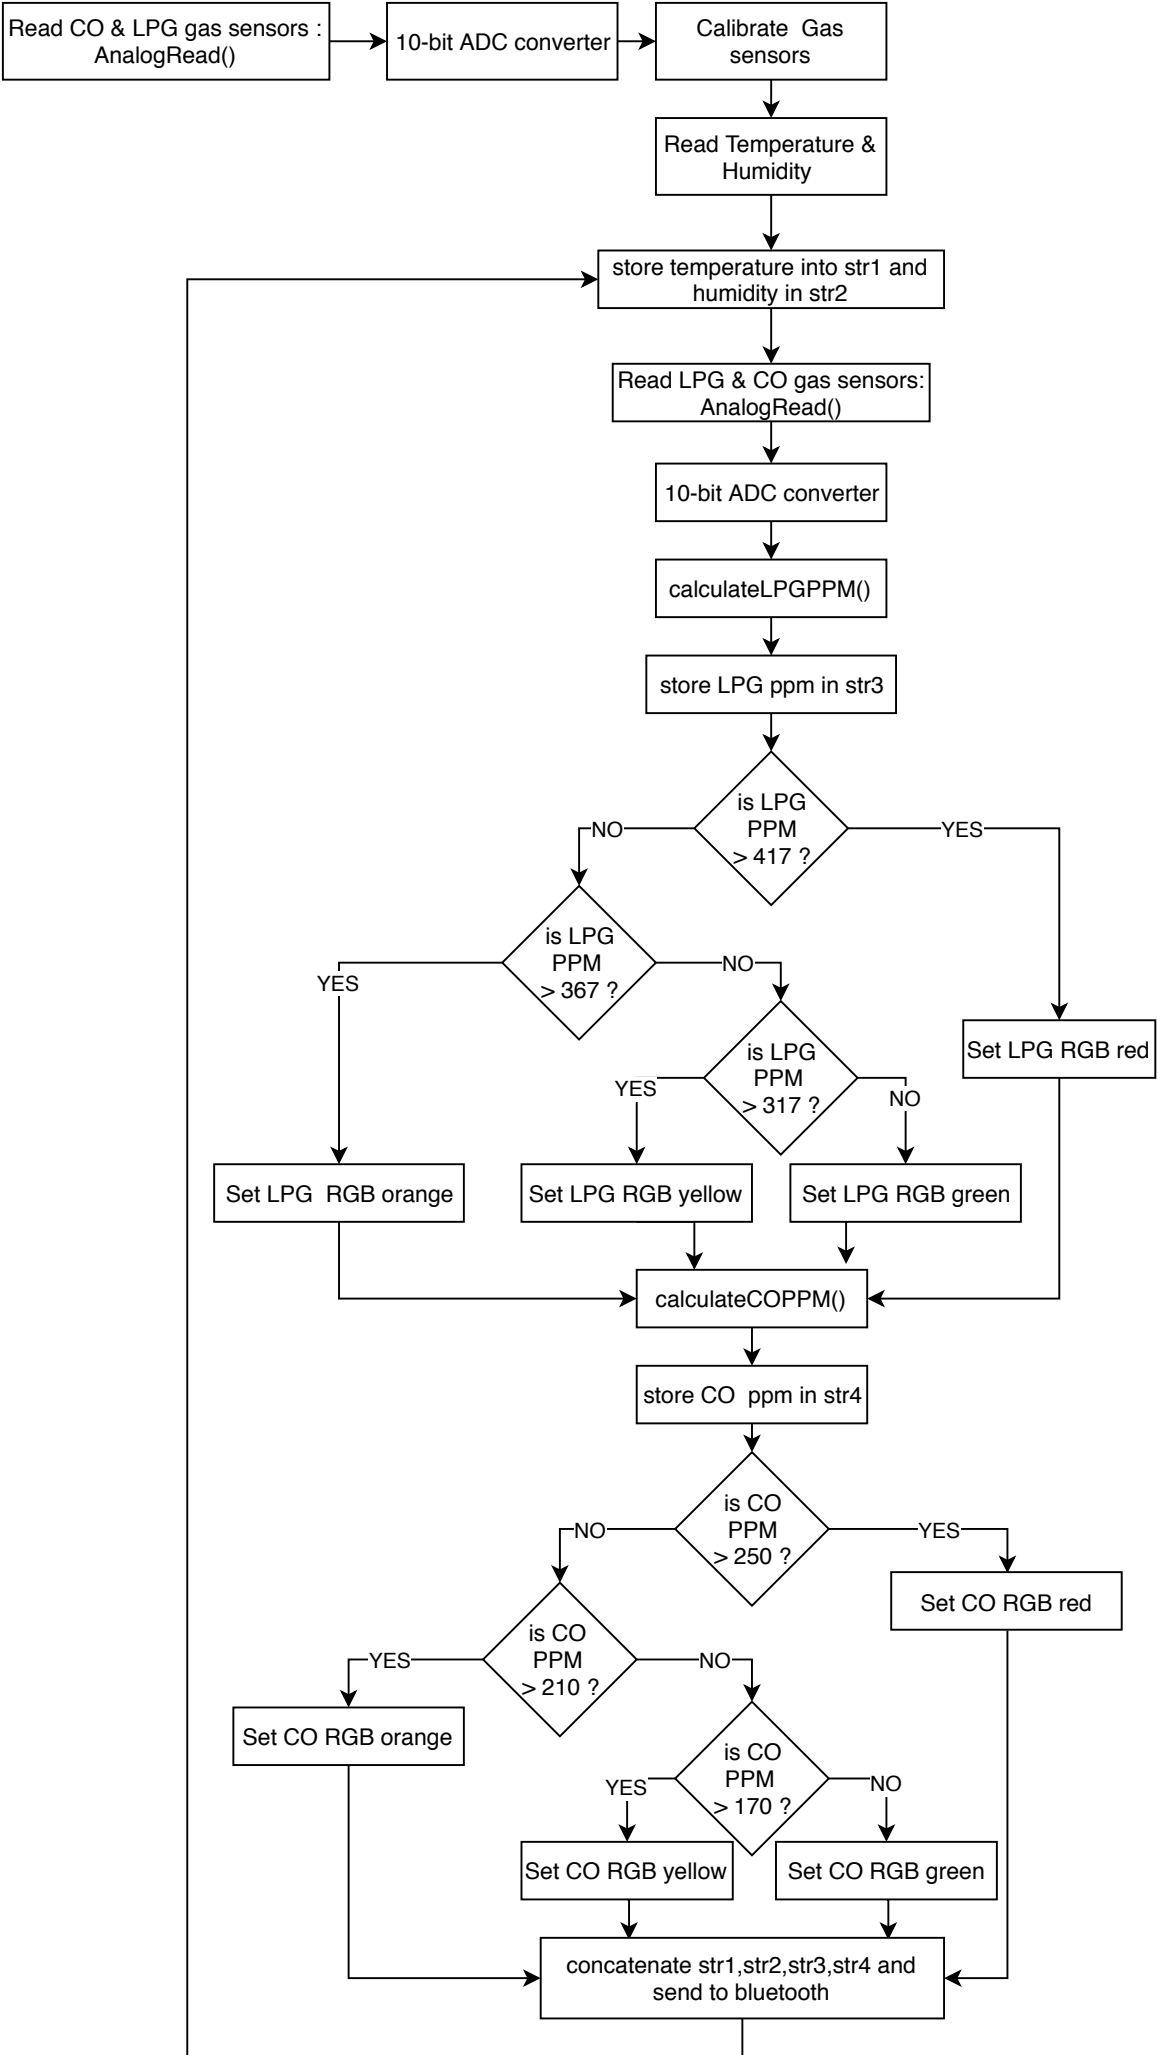 Read CO & LPG gas sensors :
AnalogRead()
10-bit ADC converter
Calibrate Gas
sensors
Read Temperature &
Humidity
store temperature into str1 and
humidity in str2
Read LPG & CO gas sensors:
AnalogRead()
10-bit ADC converter
calculateLPGPPM()
store LPG ppm in str3
is LPG
PPM
> 417 ?
NO
YES
is LPG
PPM
> 367 ?
YES
NO
is LPG
PPM
> 317 ?
YES
NO
Set LPG RGB red
Set LPG RGB orange
Set LPG RGB yellow
Set LPG RGB green
calculateCOPPM()
store CO ppm in str4
is CO
PPM
> 250 ?
NO
YES
Set CO RGB red
is CO
PPM
> 210 ?
YES
NO
Set CO RGB orange
is CO
PPM
> 170 ?
YES
NO
Set CO RGB yellow
Set CO RGB green
concatenate str1,str2,str3,str4 and
send to bluetooth